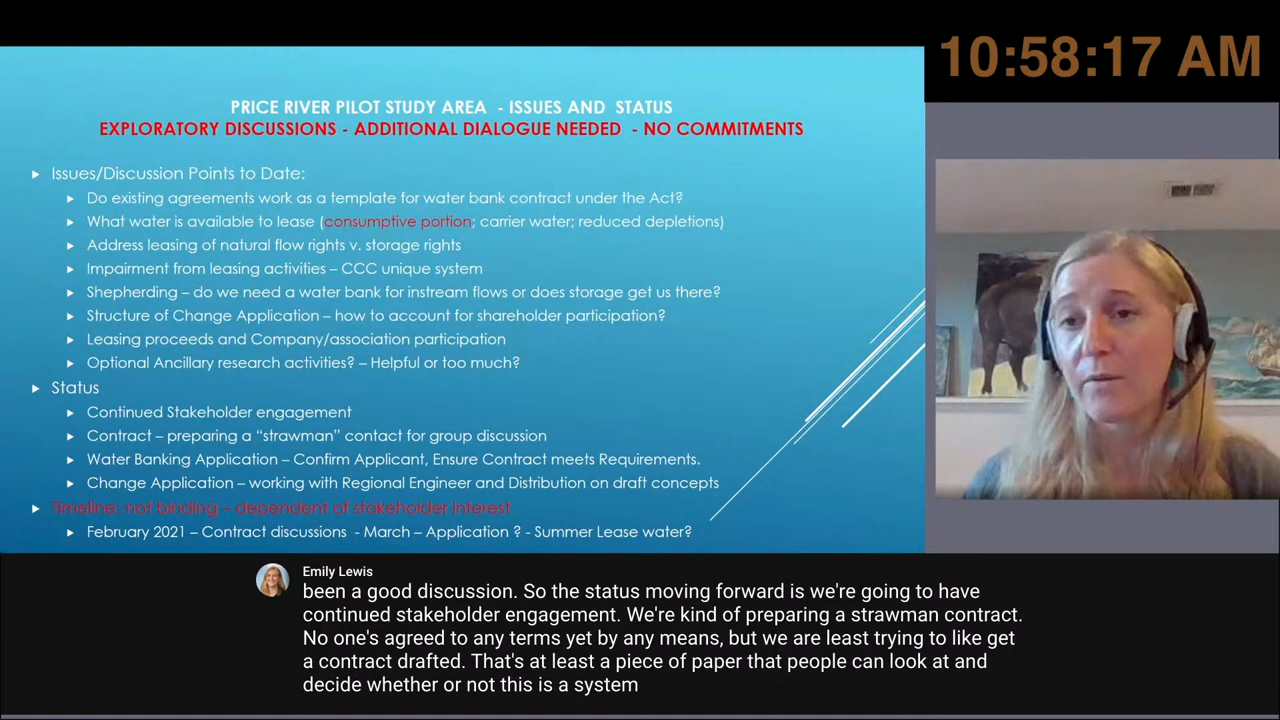 10:58:17 AM
PRICE RIVER PILOT STUDY AREA - ISSUES AND STATUS
EXPLORATORY DISCUSSIONS - ADDITIONAL DIALOGUE NEEDED - NO COMMITMENTS
Issues/Discussion Points to Date:
Do existing agreements work as a template for water bank contract under the Act?
What water is available to lease (consumptive portion; carrier water; reduced depletions)
Address leasing of natural flow rights v. storage rights
Impairment from leasing activities – CCC unique system
Shepherding – do we need a water bank for instream flows or does storage get us there?
Structure of Change Application – how to account for shareholder participation?
Leasing proceeds and Company/association participation
Optional Ancillary research activities? – Helpful or too much?
Status
Continued Stakeholder engagement
Contract – preparing a “strawman” contact for group discussion
Water Banking Application – Confirm Applicant, Ensure Contract meets Requirements.
Change Application – working with Regional Engineer and Distribution on draft concepts
Timeline: not binding – dependent of stakeholder interest
February 2021 – Contract discussions - March – Application ? - Summer Lease water?
Emily Lewis
been a good discussion. So the status moving forward is we're going to have
continued stakeholder engagement. We're kind of preparing a strawman contract.
No one's agreed to any terms yet by any means, but we are least trying to like get
a contract drafted. That's at least a piece of paper that people can look at and
decide whether or not this is a system